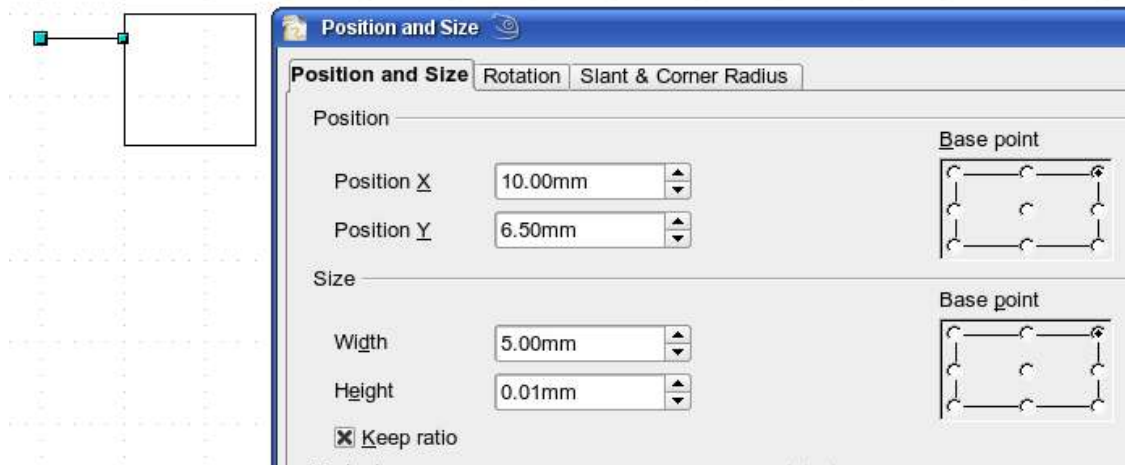 Position and Size
Position and Size Rotation Slant & Corner Radius
Position
Base point
Position X 10.00mm
Position Y 6.50mm
Size
Base point
Width 5.00mm
Height 0.01mm
Keep ratio